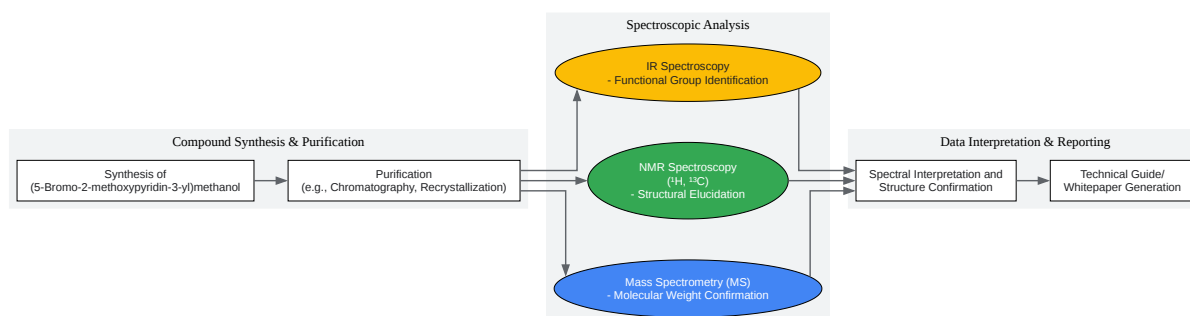 Spectroscopic Analysis
IR Spectroscopy
- Functional Group Identification
Compound Synthesis & Purification
Synthesis of
(5-Bromo-2-methoxypyridin-3-yl)methanol
Purification
(e.g., Chromatography, Recrystallization)
NMR Spectroscopy
(¹H, ¹³C)
- Structural Elucidation
Mass Spectrometry (MS)
- Molecular Weight Confirmation
Data Interpretation & Reporting
Spectral Interpretation and
Structure Confirmation
Technical Guide/
Whitepaper Generation